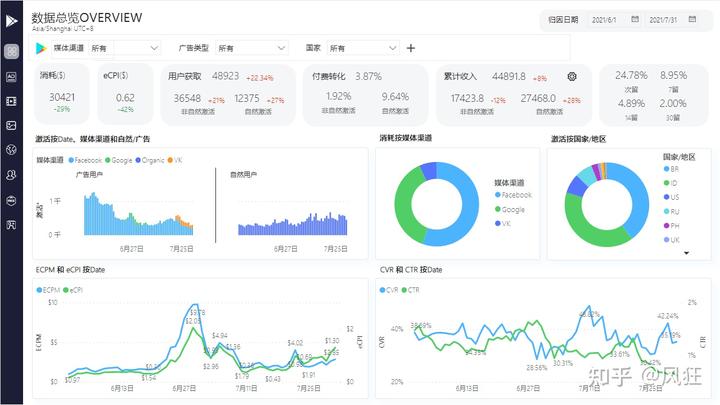 数据总览OVERVIEW
Asia/Shanghai UTC+8
归因日期 2021/6/1 2021/7/31
媒体渠道 所有 广告类型 所有 国家 所有
消耗($) eCPI($) 用户获取 48923 +22.34% 付费转化 3.87% 累计收入 44891.8 +8% 24.78% 8.95%
次留 7留
30421 0.62 36548 +21% 12375 +27% 1.92% 9.64% 17423.8 -12% 27468.0 +28% 4.89% 2.00%
-29% -42% 非自然激活 自然激活 非自然激活 自然激活 非自然激活 自然激活 14留 30留
激活按Date、媒体渠道和自然/广告
媒体渠道 Facebook Google Organic VK
广告用户 自然用户
激活*
1千
0千
6月27日 7月25日 6月27日 7月25日
消耗按媒体渠道
媒体渠道
Facebook
Google
VK
激活按国家/地区
国家/地区
BR
ID
US
RU
PH
UK
ECPM 和 eCPI 按Date
ECPM eCPI
$10
$5
$0
ECPM
$2
$0
eCPI
$0.97
$1.54
$9.78
$2.05
$2.96
$4.94
$1.36
$1.79
$0.43
$4.02
$1.91
$1.30
6月13日 6月27日 7月11日 7月25日
CVR 和 CTR 按Date
CVR CTR
40%
20%
CVR
2%
1%
CTR
38.69%
34.38%
28.56%
30.31%
48.82%
33.61%
42.24%
6月13日 6月27日 7月11日 7月25日
知乎 @风狂